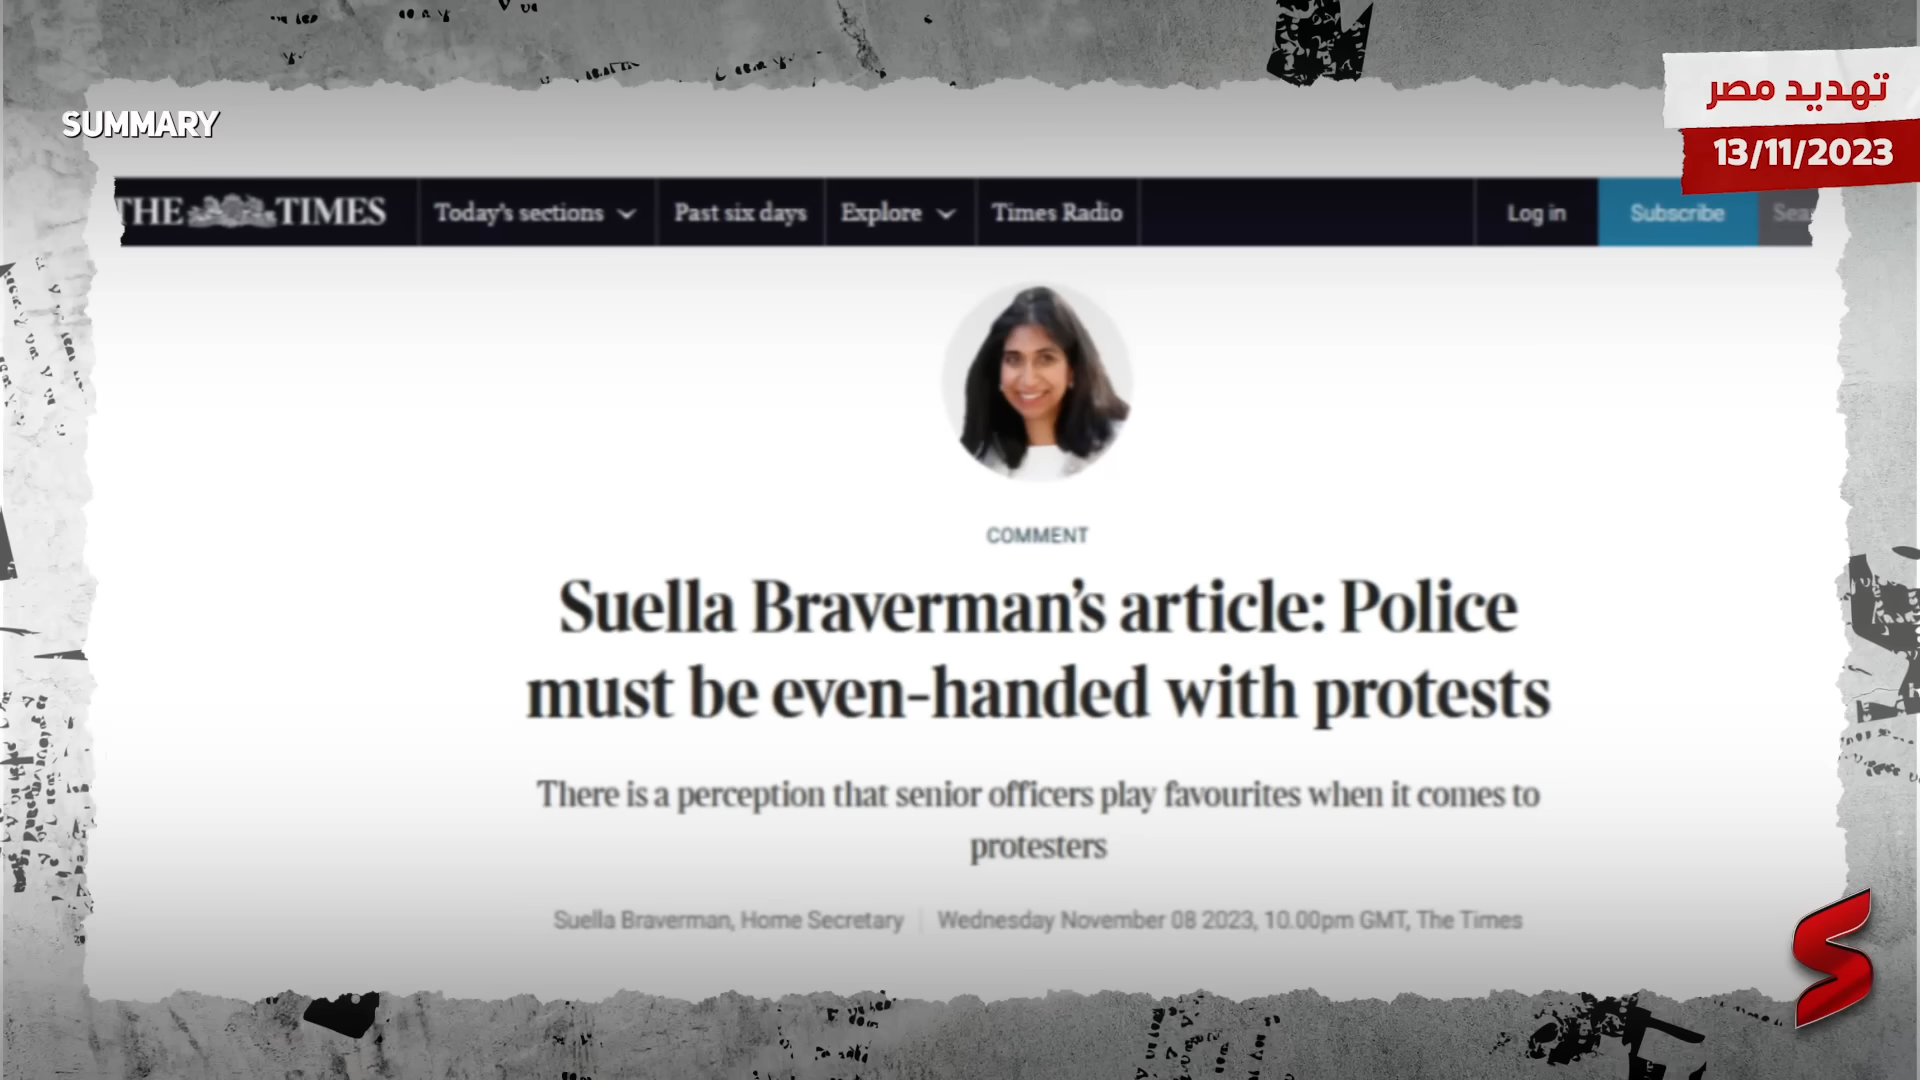 SUMMARY
تهديد مصر
13/11/2023
THE TIMES
Today's sections
Past six days
Explore
Times Radio
Log in
Subscribe
COMMENT
Suella Braverman's article: Police
must be even-handed with protests
There is a perception that senior officers play favourites when it comes to
protesters
Suella Braverman, Home Secretary
Wednesday November 08 2023, 10.00pm GMT, The Times